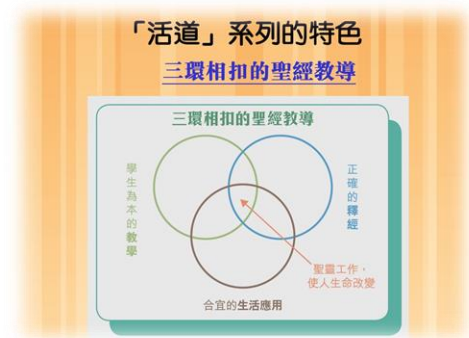 「活道」系列的特色
三環相扣的聖經教導
三環相扣的聖經教導
學生為本的教學
正確的釋經
聖靈工作，
使人生命改變
合宜的生活應用